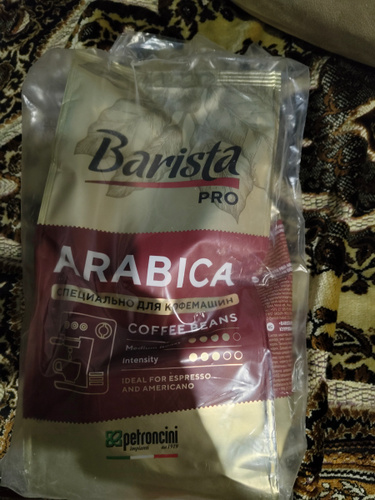 Barista
PRO
ARABICA
СПЕЦИАЛЬНО ДЛЯ КОФЕМАШИН
COFFEE BEANS
Intensity
IDEAL FOR ESPRESSO
AND AMERICANO
petroncini